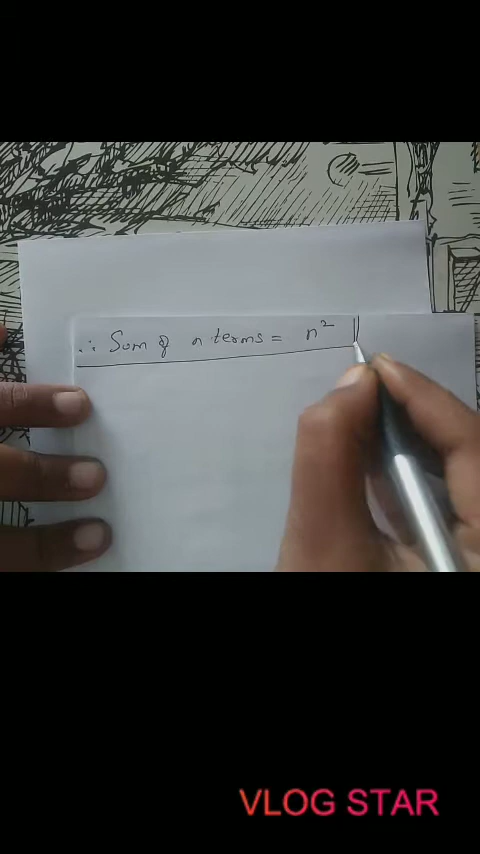 ∴ Sum of n terms = n²
VLOG STAR